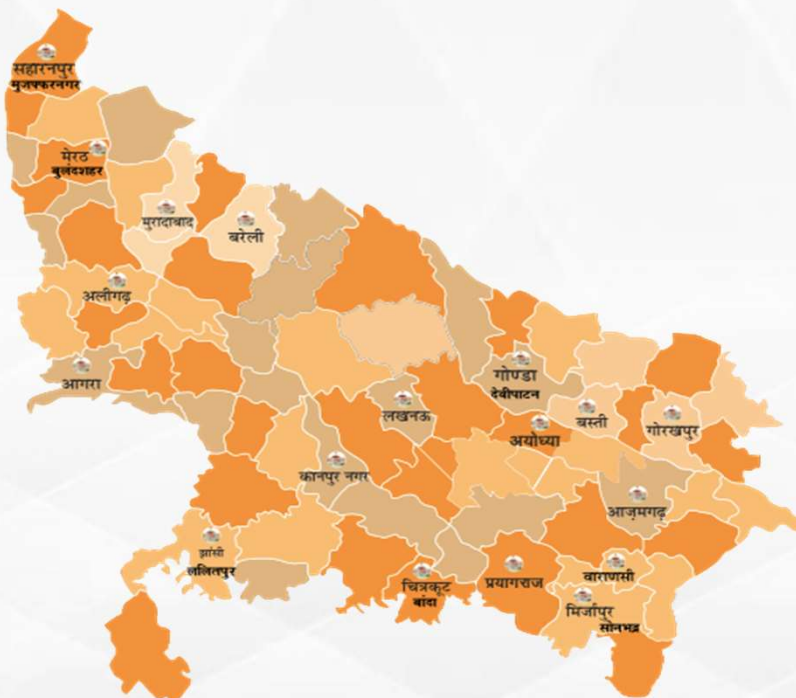 सहारनपुर
मुजफ्फरनगर
मेरठ
बुलंदशहर
मुरादाबाद
बरेली
अलीगढ़
आगरा
गोण्डा
देवीपाटन
लखनऊ
बस्ती
गोरखपुर
अयोध्या
कानपुर नगर
आज़मगढ़
झांसी
ललितपुर
चित्रकूट
बांदा
प्रयागराज
वाराणसी
मिर्जापुर
सोनभद्र